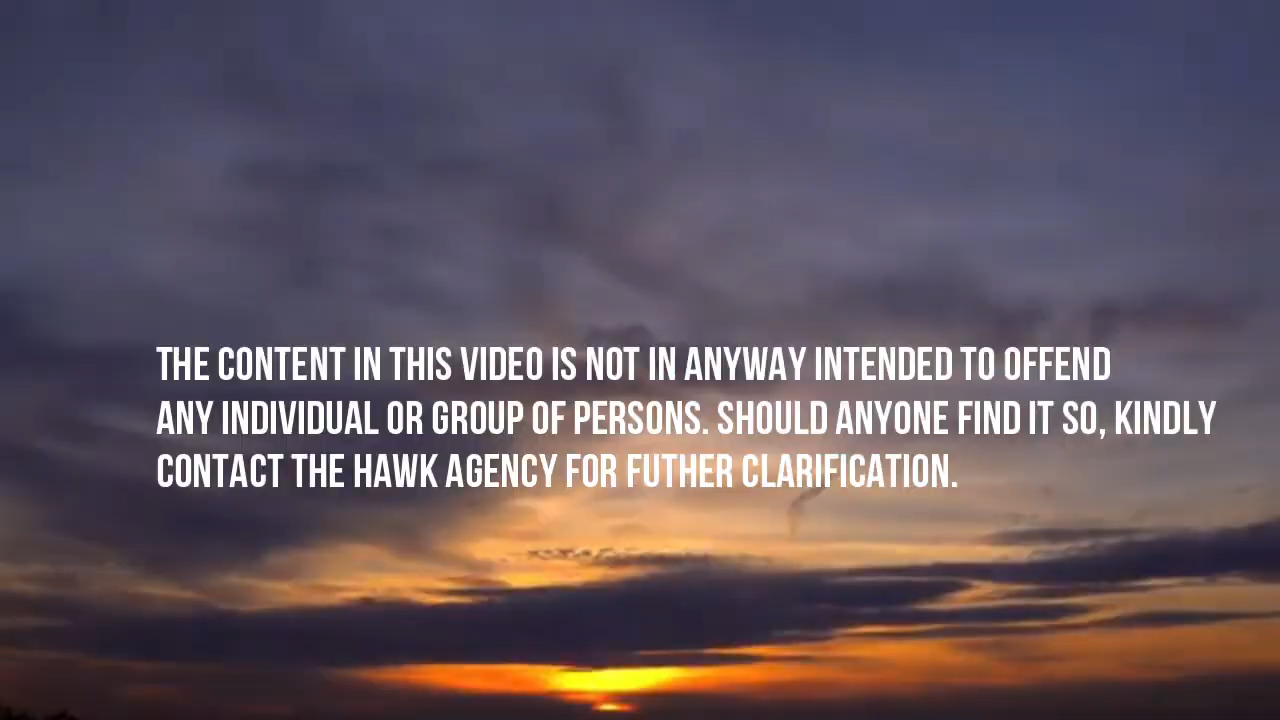 THE CONTENT IN THIS VIDEO IS NOT IN ANYWAY INTENDED TO OFFEND
ANY INDIVIDUAL OR GROUP OF PERSONS. SHOULD ANYONE FIND IT SO, KINDLY
CONTACT THE HAWK AGENCY FOR FUTHER CLARIFICATION.